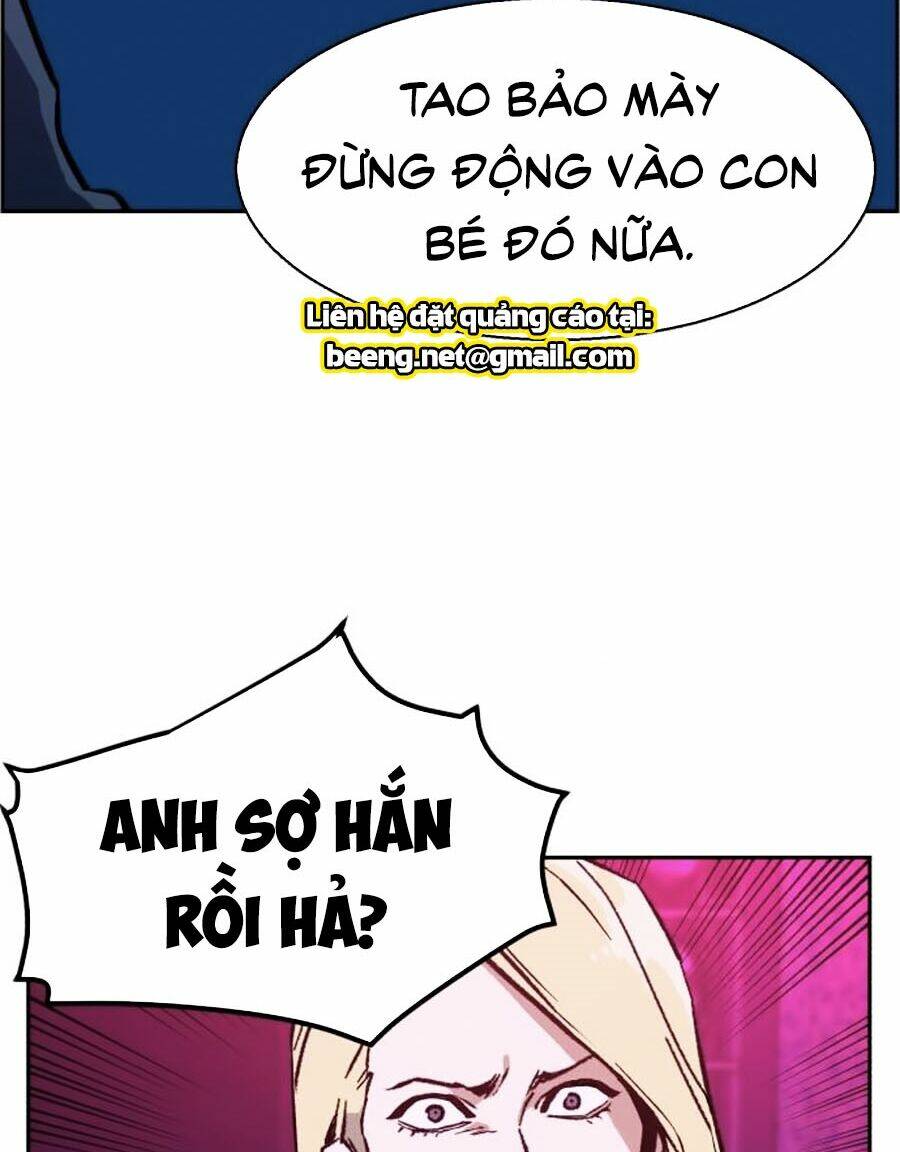 TAO BẢO MÀY
ĐỪNG ĐỘNG VÀO CON
BÉ ĐÓ NỮA.
Liên hệ đặt quảng cáo tại:
beeng.net@gmail.com
ANH SỢ HẮN
RỒI HẢ?